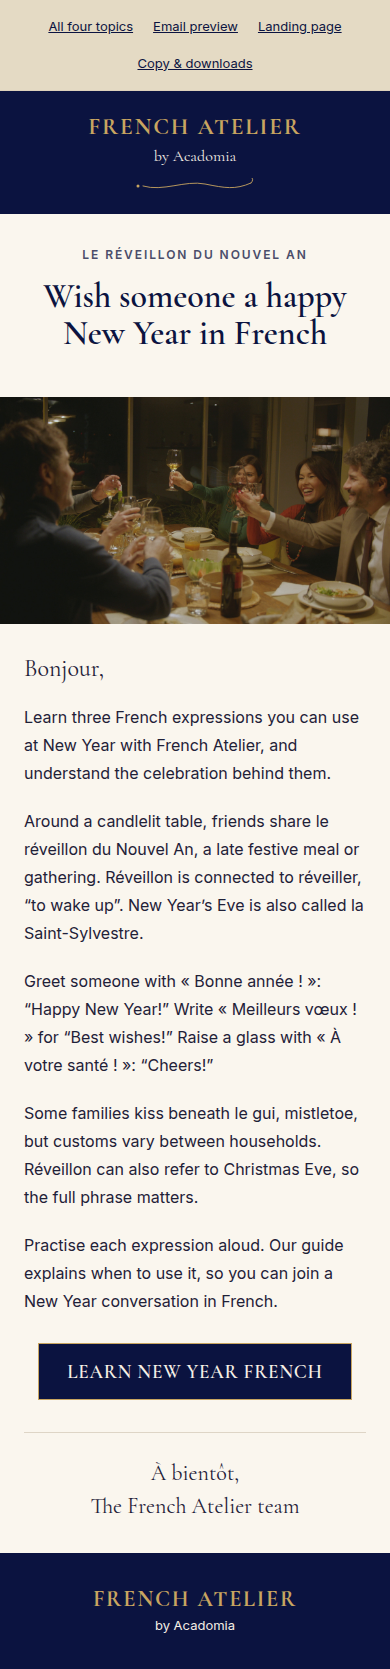 All four topics Email preview Landing page
Copy & downloads
FRENCH ATELIER
by Acadomia
LE RÉVEILLON DU NOUVEL AN
Wish someone a happy
New Year in French
Bonjour,
Learn three French expressions you can use
at New Year with French Atelier, and
understand the celebration behind them.
Around a candlelit table, friends share le
réveillon du Nouvel An, a late festive meal or
gathering. Réveillon is connected to réveiller,
“to wake up”. New Year’s Eve is also called la
Saint-Sylvestre.
Greet someone with « Bonne année ! »:
“Happy New Year!” Write « Meilleurs vœux !
» for “Best wishes!” Raise a glass with « À
votre santé ! »: “Cheers!”
Some families kiss beneath le gui, mistletoe,
but customs vary between households.
Réveillon can also refer to Christmas Eve, so
the full phrase matters.
Practise each expression aloud. Our guide
explains when to use it, so you can join a
New Year conversation in French.
LEARN NEW YEAR FRENCH
À bientôt,
The French Atelier team
FRENCH ATELIER
by Acadomia